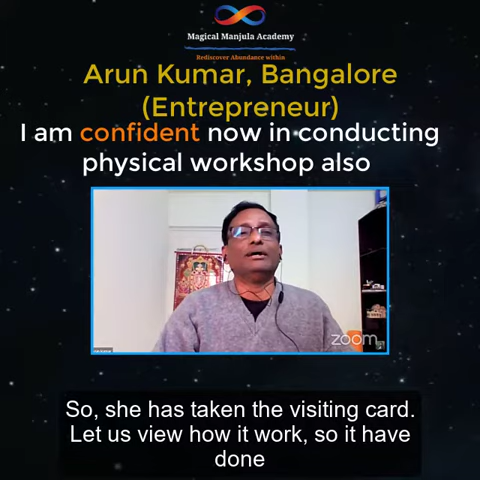 Magical Manjula Academy
Rediscover Abundance within
Arun Kumar, Bangalore
(Entrepreneur)
I am confident now in conducting
physical workshop also
zoom
So, she has taken the visiting card.
Let us view how it work, so it have
done